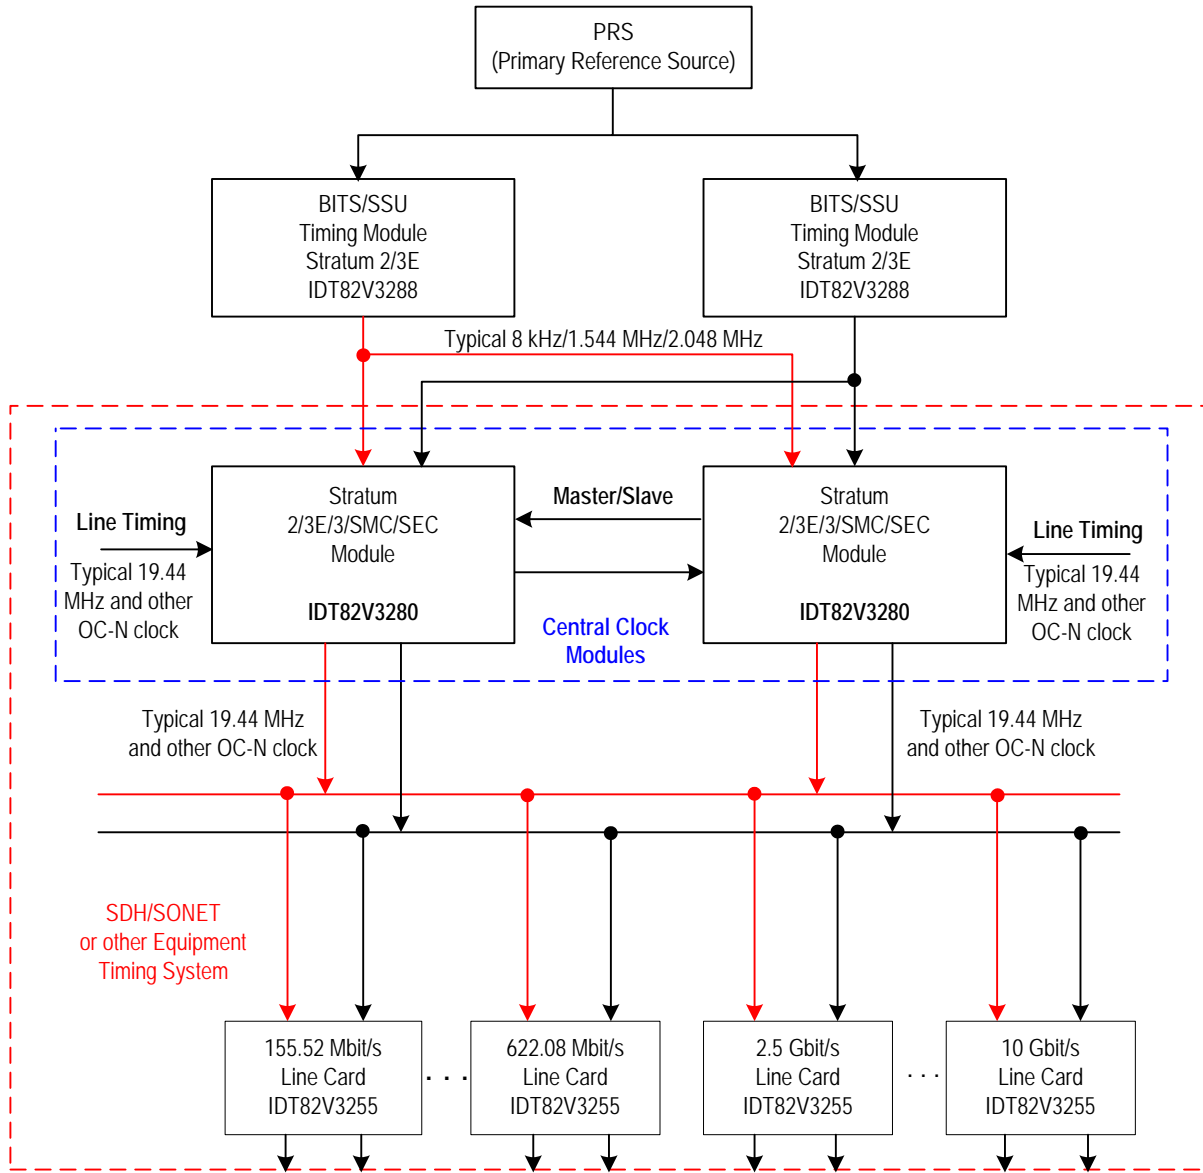 PRS
(Primary Reference Source)
BITS/SSU
Timing Module
Stratum 2/3E
IDT82V3288
BITS/SSU
Timing Module
Stratum 2/3E
IDT82V3288
Typical 8 kHz/1.544 MHz/2.048 MHz
Line Timing
Typical 19.44
MHz and other
OC-N clock
Stratum
2/3E/3/SMC/SEC
Module
IDT82V3280
Master/Slave
Central Clock
Modules
Stratum
2/3E/3/SMC/SEC
Module
IDT82V3280
Line Timing
Typical 19.44
MHz and other
OC-N clock
Typical 19.44 MHz
and other OC-N clock
Typical 19.44 MHz
and other OC-N clock
SDH/SONET
or other Equipment
Timing System
155.52 Mbit/s
Line Card
IDT82V3255
. . .
622.08 Mbit/s
Line Card
IDT82V3255
2.5 Gbit/s
Line Card
IDT82V3255
. . .
10 Gbit/s
Line Card
IDT82V3255